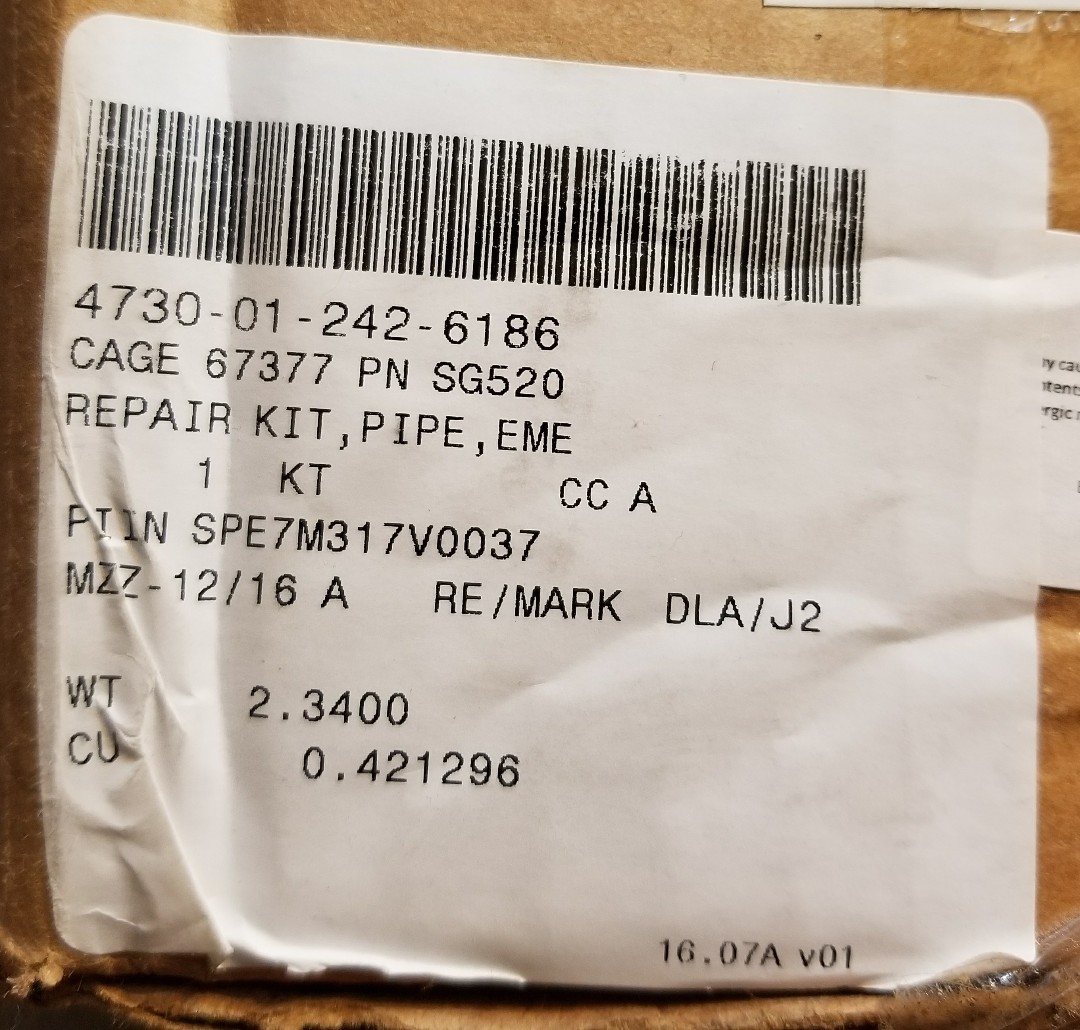 4730-01-242-6186
CAGE 67377 PN SG520
REPAIR KIT,PIPE,EME
1 KT CC A
PIIN SPE7M317V0037
MZZ-12/16 A RE/MARK DLA/J2
WT 2.3400
CU 0.421296
16.07A v01